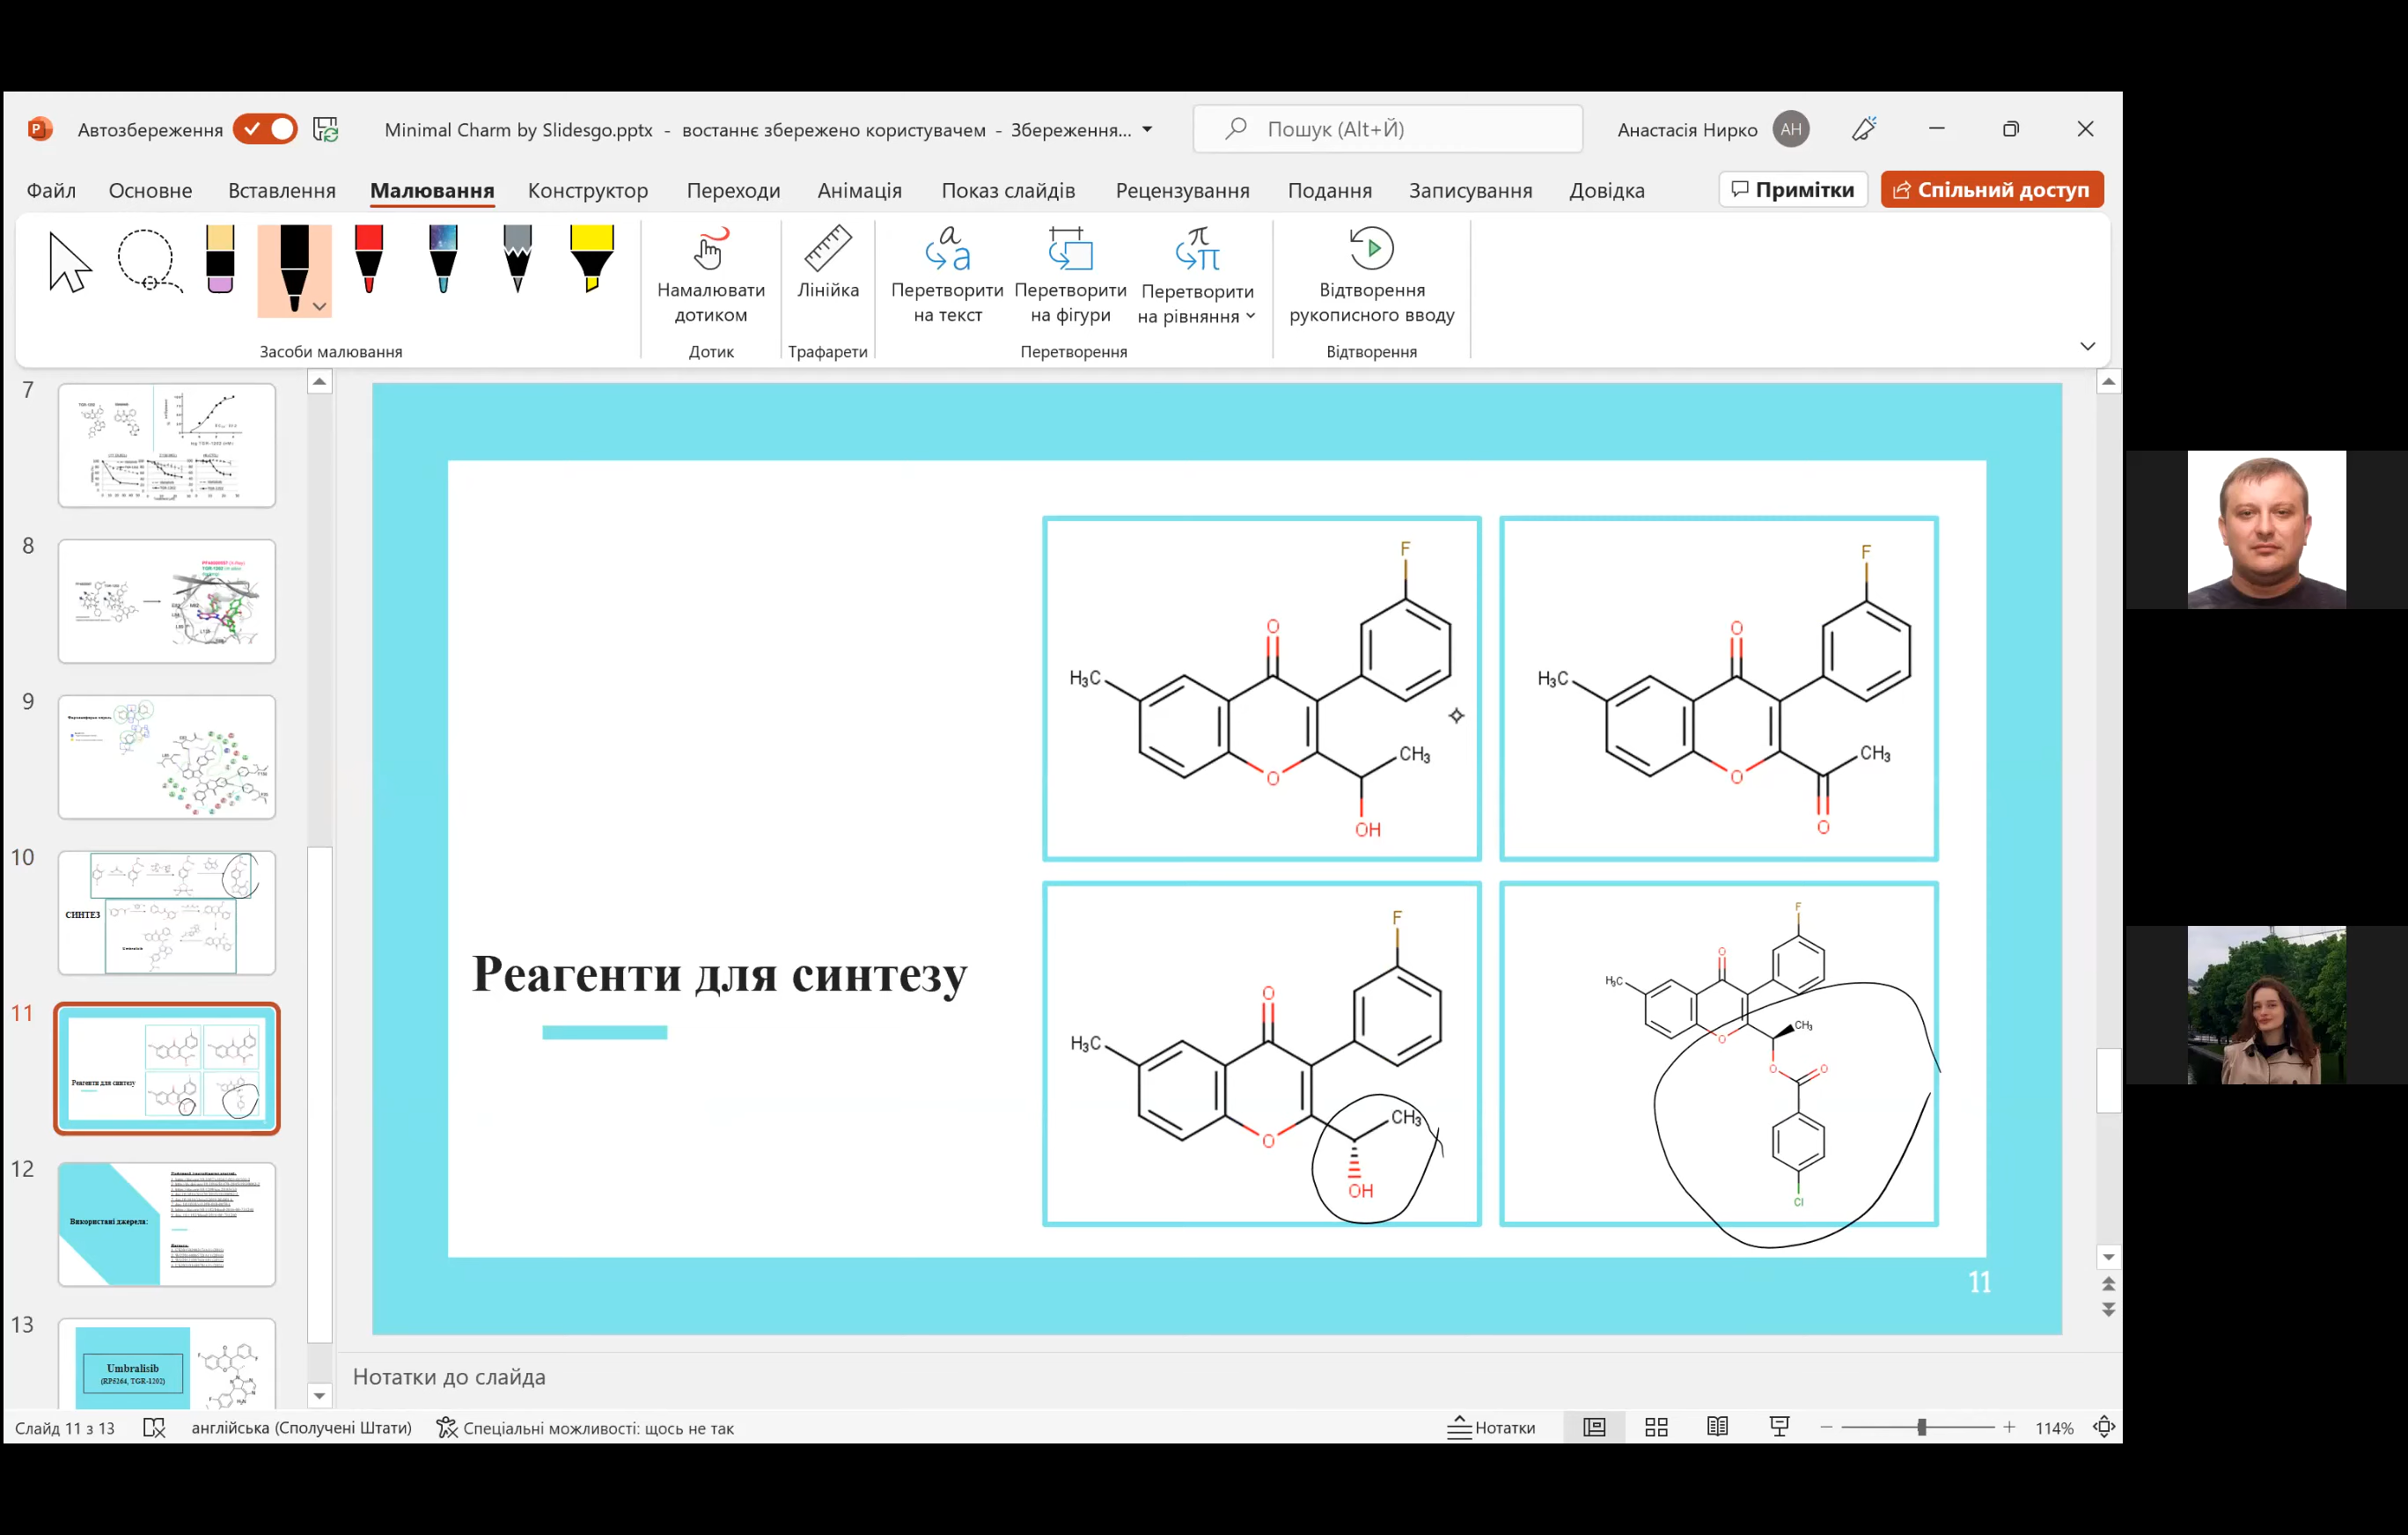 Автозбереження
Minimal Charm by Slidesgo.pptx - востаннє збережено користувачем - Збереження...
Пошук (Alt+Й)
Анастасія Нирко
АН
Файл Основне Вставлення Малювання Конструктор Переходи Анімація Показ слайдів Рецензування Подання Записування Довідка
Примітки
Спільний доступ
Намалювати дотиком
Лінійка
Перетворити на текст
Перетворити на фігури
Перетворити на рівняння
Відтворення рукописного вводу
Засоби малювання
Дотик
Трафарети
Перетворення
Відтворення
7
8
9
10
СИНТЕЗ
11
Реагенти для синтезу
12
Використані джерела:
13
Umbralisib
(RP5264, TGR-1202)
F
O
H₃C
O
CH₃
OH
F
O
H₃C
O
CH₃
O
Реагенти для синтезу
F
O
H₃C
O
CH₃
OH
F
O
H₃C
O
CH₃
O
O
Cl
11
Нотатки до слайда
Слайд 11 з 13
англійська (Сполучені Штати)
Спеціальні можливості: щось не так
Нотатки
114%